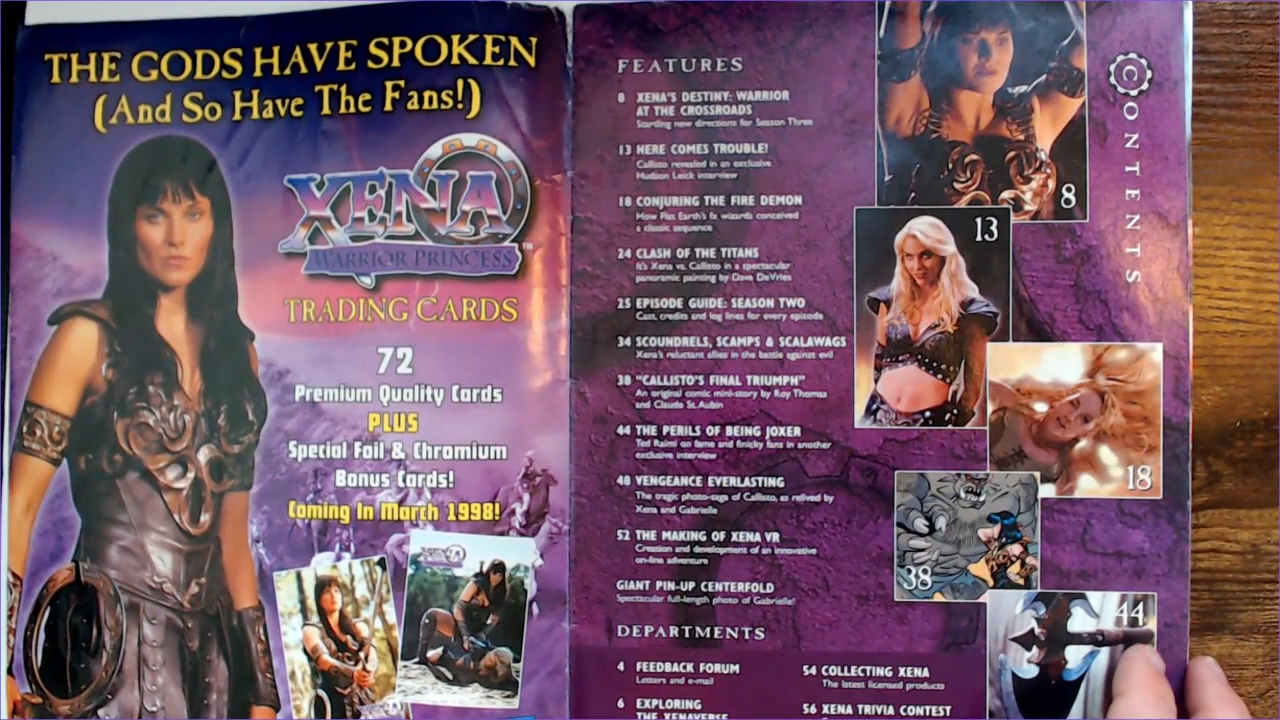 THE GODS HAVE SPOKEN
(And So Have The Fans!)
XENA
WARRIOR PRINCESS™
TRADING CARDS
72
Premium Quality Cards
PLUS
Special Foil & Chromium
Bonus Cards!
Coming In March 1998!
XENA
CONTENTS
FEATURES
8 XENA'S DESTINY: WARRIOR
AT THE CROSSROADS
Startling new directions for Season Three
13 HERE COMES TROUBLE!
Callisto revealed in an exclusive
Hudson Leick interview
18 CONJURING THE FIRE DEMON
How Flat Earth's fx wizards conceived
a classic sequence
24 CLASH OF THE TITANS
It's Xena vs. Callisto in a spectacular
panoramic painting by Dave DeVries
25 EPISODE GUIDE: SEASON TWO
Cast, credits and log lines for every episode
34 SCOUNDRELS, SCAMPS & SCALAWAGS
Xena's reluctant allies in the battle against evil
38 "CALLISTO'S FINAL TRIUMPH"
An original comic mini-story by Roy Thomas
and Claude St. Aubin
44 THE PERILS OF BEING JOXER
Ted Raimi on fame and finicky fans in another
exclusive interview
48 VENGEANCE EVERLASTING
The tragic photo-saga of Callisto, as relived by
Xena and Gabrielle
52 THE MAKING OF XENA VR
Creation and development of an innovative
on-line adventure
GIANT PIN-UP CENTERFOLD
Spectacular full-length photo of Gabrielle!
DEPARTMENTS
4 FEEDBACK FORUM
Letters and e-mail
6 EXPLORING
THE XENAVERSE
54 COLLECTING XENA
The latest licensed products
56 XENA TRIVIA CONTEST
8
13
18
38
44